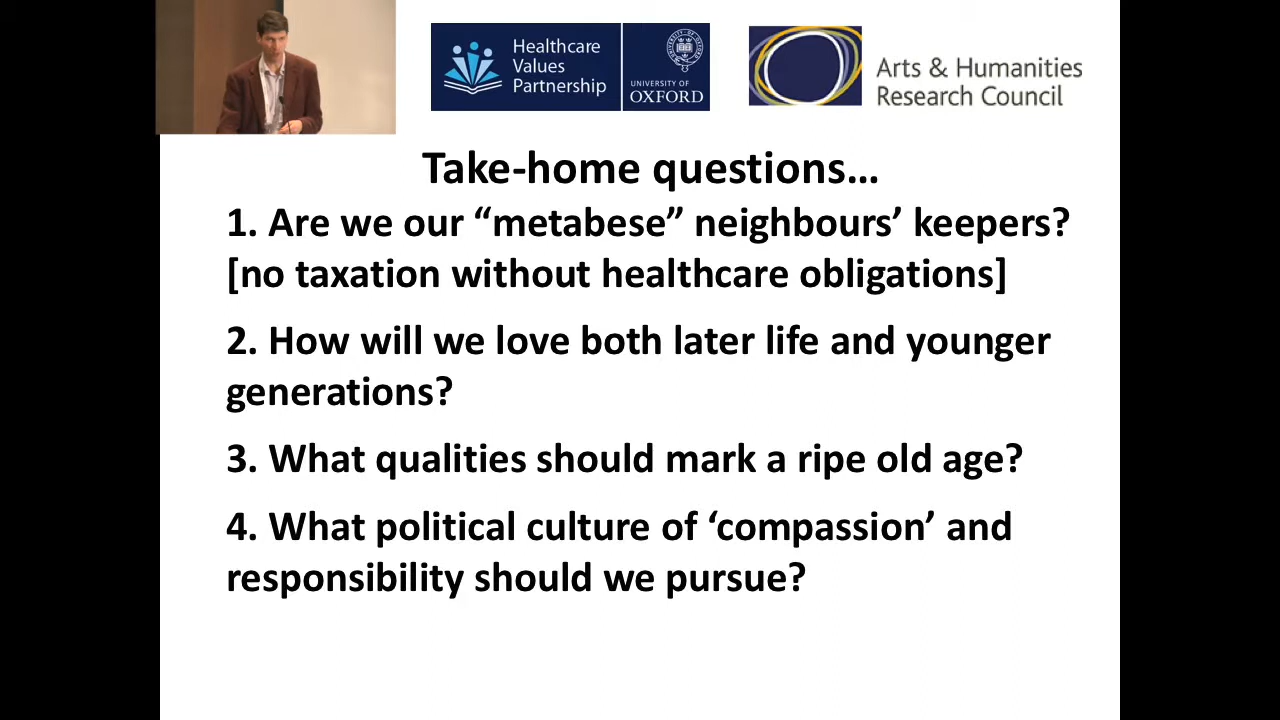 Healthcare
Values
Partnership
UNIVERSITY OF
OXFORD
Arts & Humanities
Research Council
Take-home questions…
1. Are we our “metabese” neighbours’ keepers?
[no taxation without healthcare obligations]
2. How will we love both later life and younger
generations?
3. What qualities should mark a ripe old age?
4. What political culture of ‘compassion’ and
responsibility should we pursue?